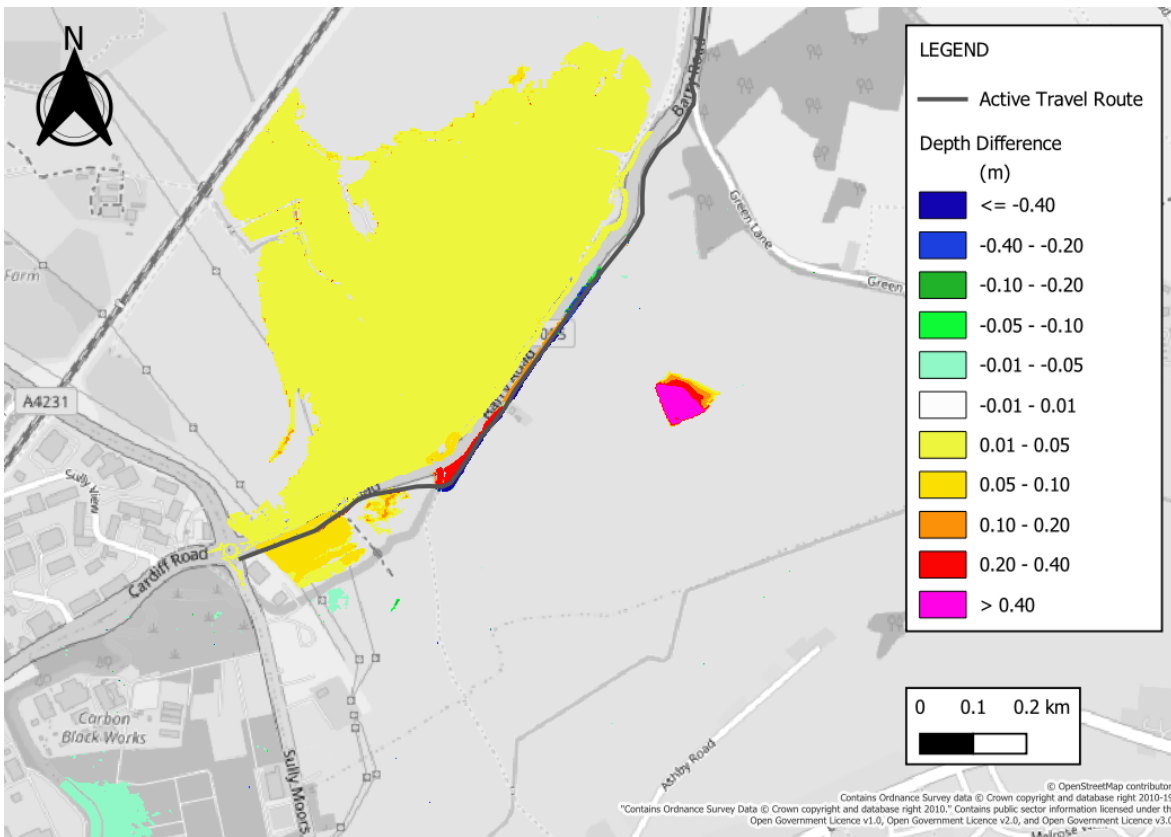 N
Barry Road
LEGEND
Active Travel Route
Depth Difference
(m)
<= -0.40
-0.40 - -0.20
-0.10 - -0.20
-0.05 - -0.10
-0.01 - -0.05
-0.01 - 0.01
0.01 - 0.05
0.05 - 0.10
0.10 - 0.20
0.20 - 0.40
> 0.40
Green Lane
Green
Farm
Barry Road
A4231
Sully View
Cardiff Road
Carbon
Black Works
Sully Moors
Ashby Road
0 0.1 0.2 km
© OpenStreetMap contributor
Contains Ordnance Survey data © Crown copyright and database right 2010-19
"Contains Ordnance Survey Data © Crown copyright and database right 2010." Contains public sector information licensed under th
Open Government Licence v1.0, Open Government Licence v2.0, and Open Government Licence v3.0